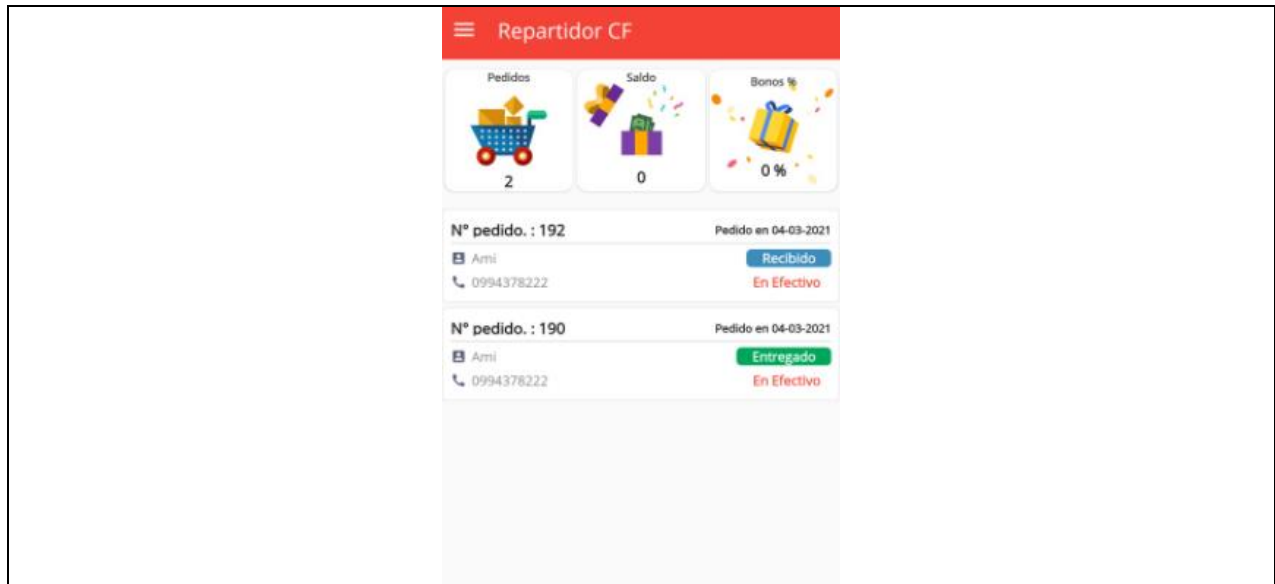 Repartidor CF
Pedidos Saldo Bonos %
2 0 0 %
N° pedido. : 192 Pedido en 04-03-2021
Ami Recibido
0994378222 En Efectivo
N° pedido. : 190 Pedido en 04-03-2021
Ami Entregado
0994378222 En Efectivo